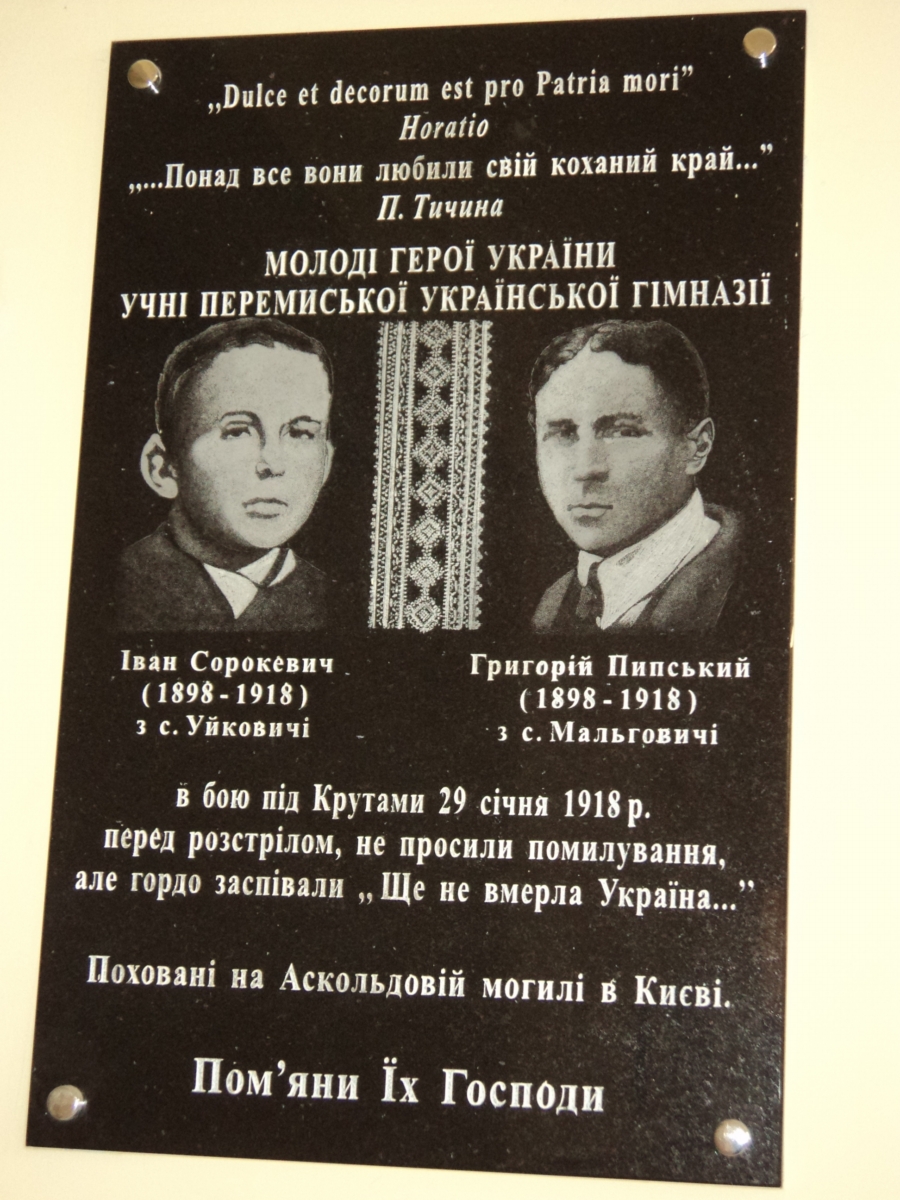 „Dulce et decorum est pro Patria mori”
Horatio
„...Понад все вони любили свій коханий край...”
П. Тичина
МОЛОДІ ГЕРОЇ УКРАЇНИ
УЧНІ ПЕРЕМИСЬКОЇ УКРАЇНСЬКОЇ ГІМНАЗІЇ
Іван Сорокевич
(1898 - 1918)
з с. Уйковичі
Григорій Пипський
(1898 - 1918)
з с. Мальговичі
в бою під Крутами 29 січня 1918 р.
перед розстрілом, не просили помилування,
але гордо заспівали „Ще не вмерла Україна...”
Поховані на Аскольдовій могилі в Києві.
Пом’яни Їх Господи